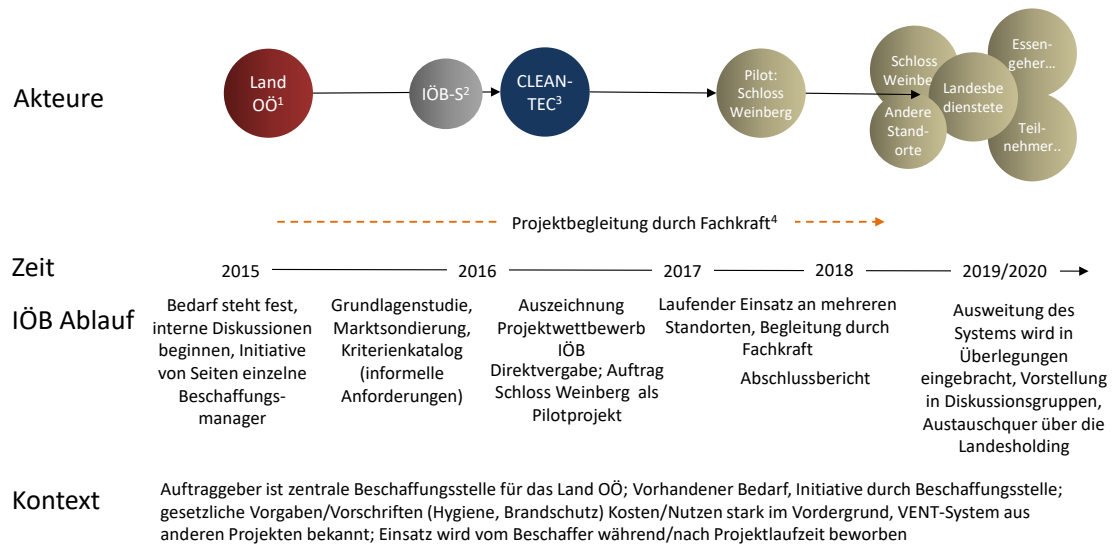 Akteure
Land
OÖ1
IÖB-S2
CLEAN-
TEC3
Pilot:
Schloss
Weinberg
Schloss
Weinbe
Andere
Stand-
orte
Landesbe
dienstete
Essen-
geher…
Teil-
nehmer..
Projektbegleitung durch Fachkraft4
Zeit
2015
2016
2017
2018
2019/2020
IÖB Ablauf
Bedarf steht fest,
interne Diskussionen
beginnen, Initiative
von Seiten einzelne
Beschaffungs-
manager
Grundlagenstudie,
Marktsondierung,
Kriterienkatalog
(informelle
Anforderungen)
Auszeichnung
Projektwettbewerb
IÖB
Direktvergabe; Auftrag
Schloss Weinberg als
Pilotprojekt
Laufender Einsatz an mehreren
Standorten, Begleitung durch
Fachkraft
Abschlussbericht
Ausweitung des
Systems wird in
Überlegungen
eingebracht, Vorstellung
in Diskussionsgruppen,
Austauschquer über die
Landesholding
Kontext
Auftraggeber ist zentrale Beschaffungsstelle für das Land OÖ; Vorhandener Bedarf, Initiative durch Beschaffungsstelle;
gesetzliche Vorgaben/Vorschriften (Hygiene, Brandschutz) Kosten/Nutzen stark im Vordergrund, VENT-System aus
anderen Projekten bekannt; Einsatz wird vom Beschaffer während/nach Projektlaufzeit beworben